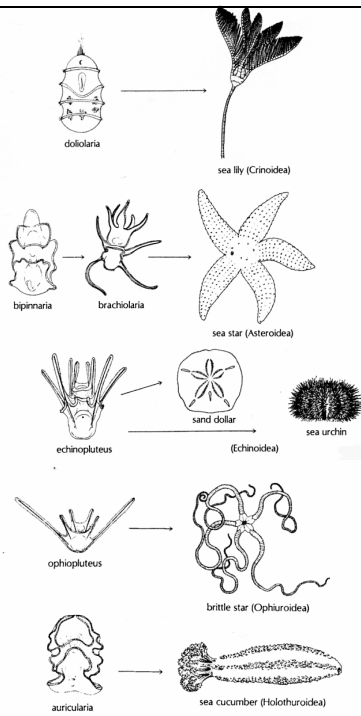 doliolaria
sea lily (Crinoidea)
bipinnaria
brachiolaria
sea star (Asteroidea)
sand dollar
sea urchin
echinopluteus
(Echinoidea)
ophiopluteus
brittle star (Ophiuroidea)
auricularia
sea cucumber (Holothuroidea)